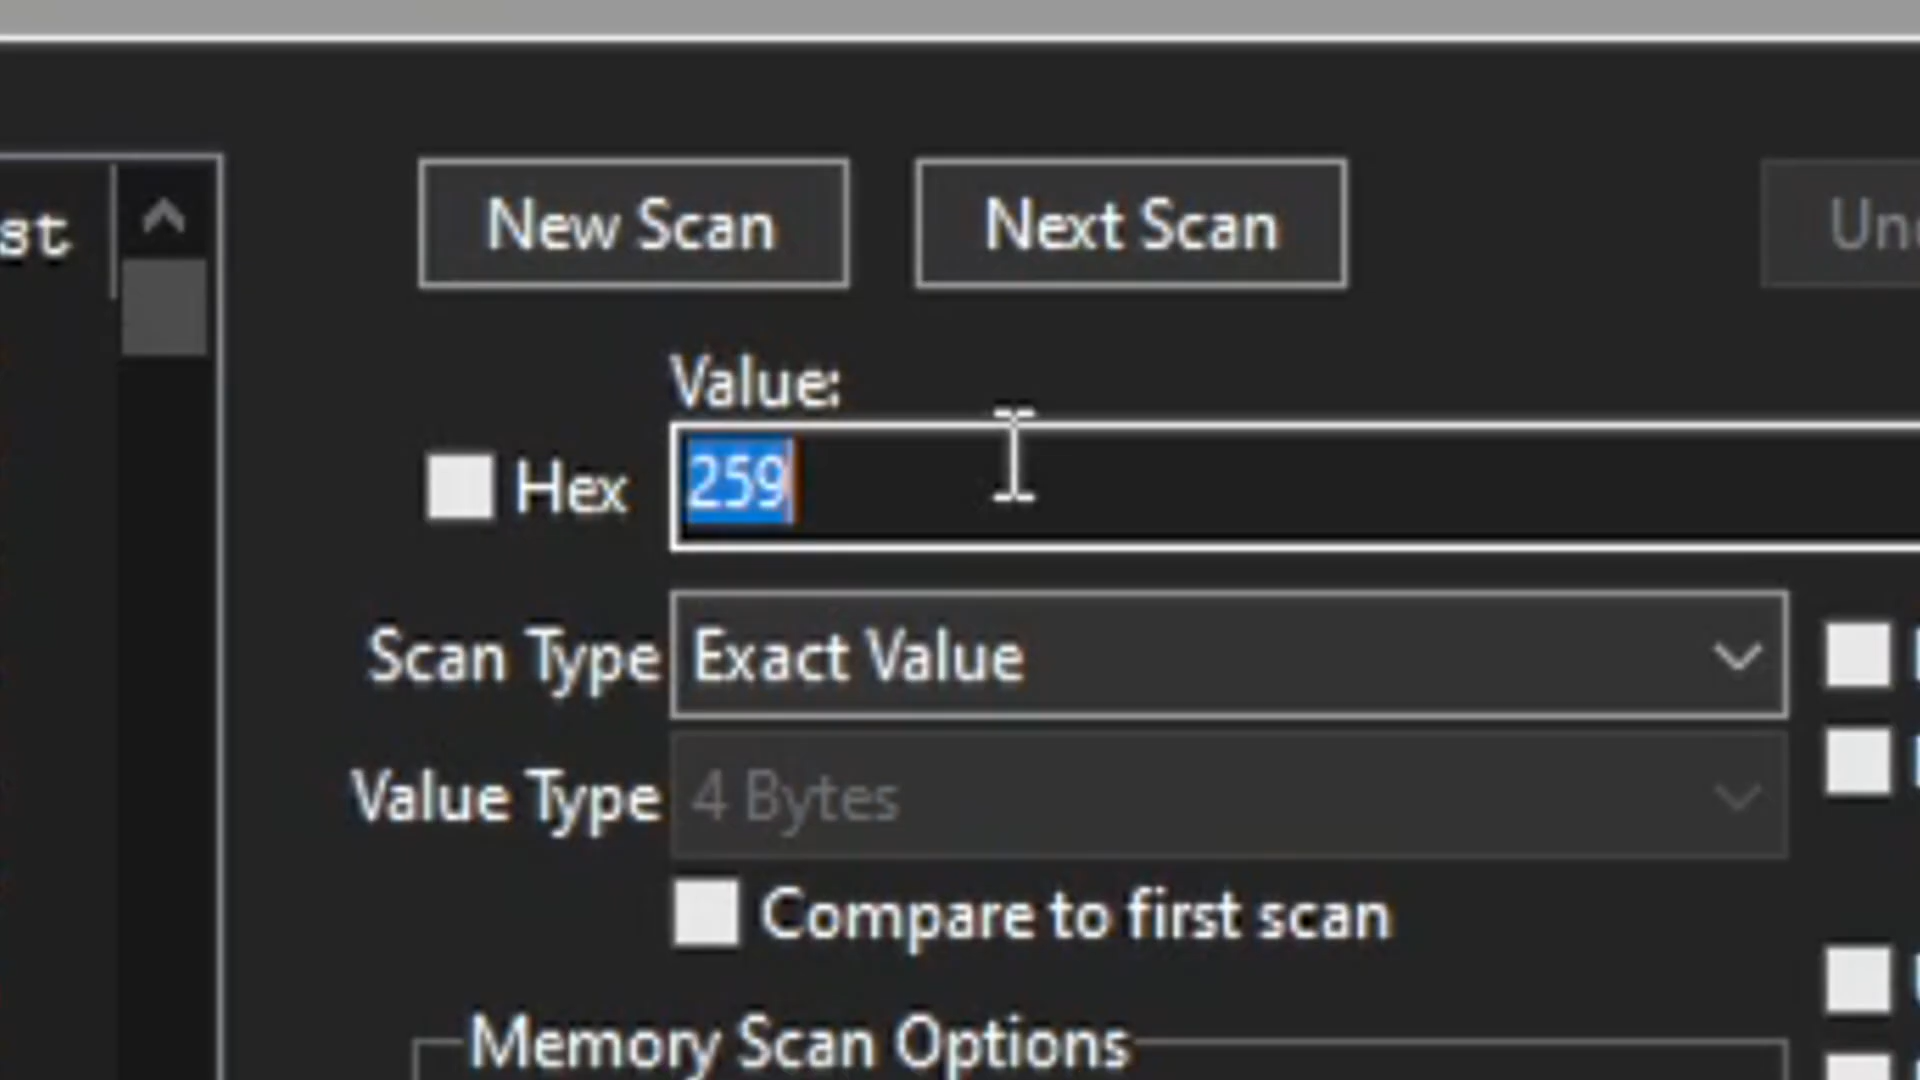 New Scan Next Scan
Value:
Hex 259
Scan Type Exact Value
Value Type 4 Bytes
Compare to first scan
Memory Scan Options